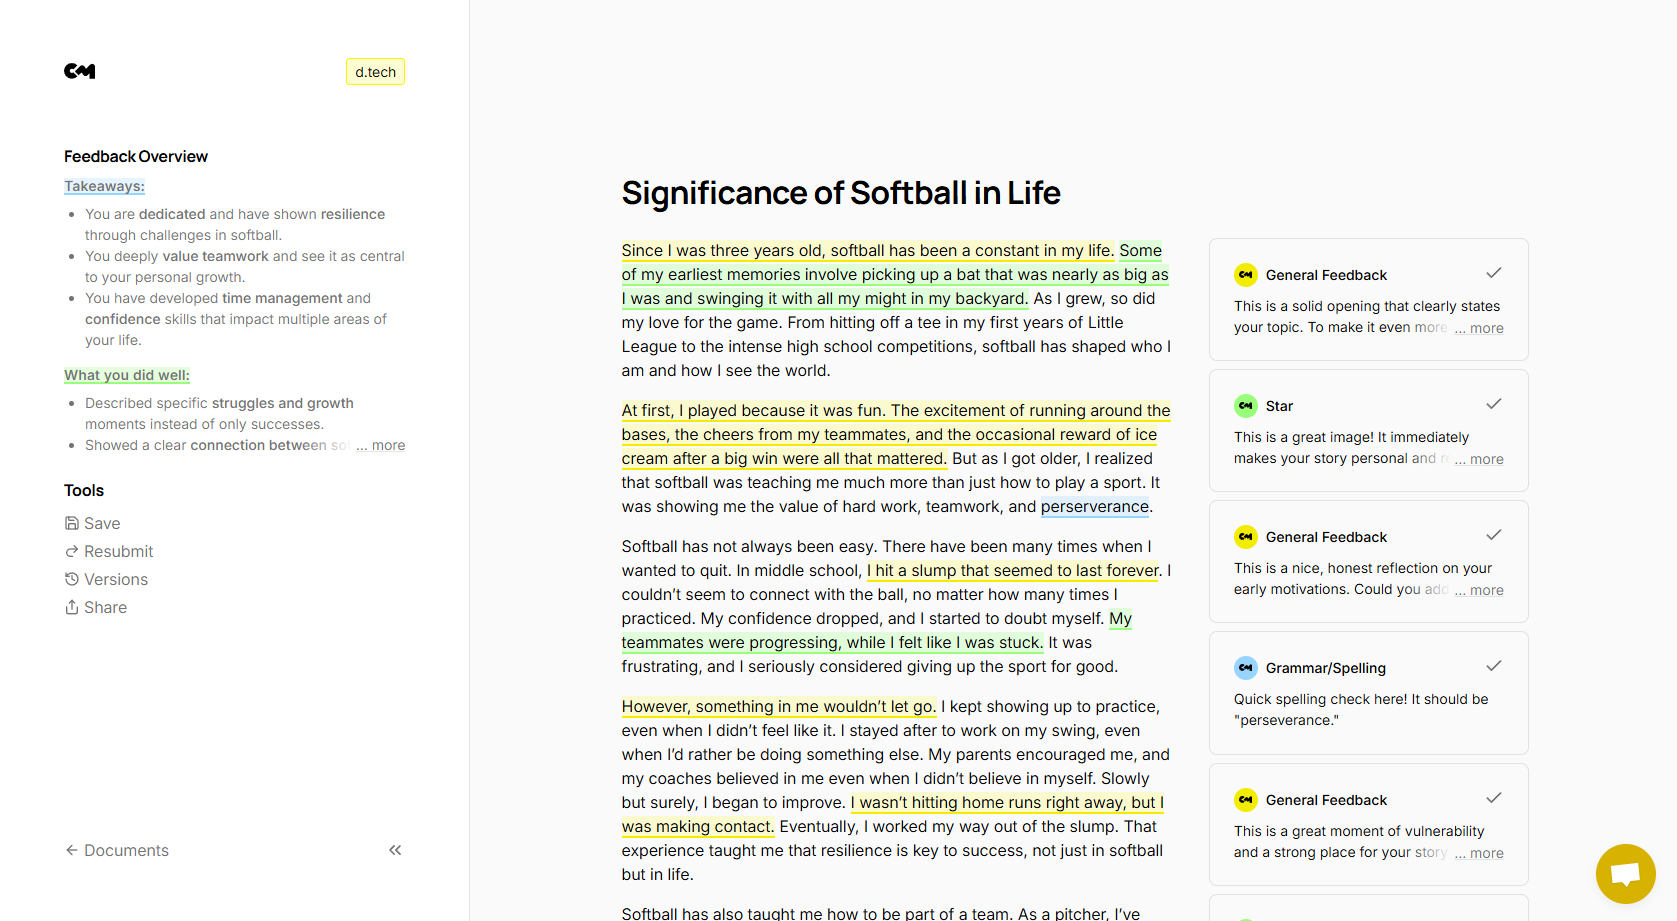 CM
d.tech
Feedback Overview
Takeaways:
You are dedicated and have shown resilience
through challenges in softball.
You deeply value teamwork and see it as central
to your personal growth.
You have developed time management and
confidence skills that impact multiple areas of
your life.
What you did well:
Described specific struggles and growth
moments instead of only successes.
Showed a clear connection between ... more
Tools
Save
Resubmit
Versions
Share
Documents
Significance of Softball in Life
Since I was three years old, softball has been a constant in my life. Some
of my earliest memories involve picking up a bat that was nearly as big as
I was and swinging it with all my might in my backyard. As I grew, so did
my love for the game. From hitting off a tee in my first years of Little
League to the intense high school competitions, softball has shaped who I
am and how I see the world.
At first, I played because it was fun. The excitement of running around the
bases, the cheers from my teammates, and the occasional reward of ice
cream after a big win were all that mattered. But as I got older, I realized
that softball was teaching me much more than just how to play a sport. It
was showing me the value of hard work, teamwork, and perserverance.
Softball has not always been easy. There have been many times when I
wanted to quit. In middle school, I hit a slump that seemed to last forever. I
couldn’t seem to connect with the ball, no matter how many times I
practiced. My confidence dropped, and I started to doubt myself. My
teammates were progressing, while I felt like I was stuck. It was
frustrating, and I seriously considered giving up the sport for good.
However, something in me wouldn’t let go. I kept showing up to practice,
even when I didn’t feel like it. I stayed after to work on my swing, even
when I’d rather be doing something else. My parents encouraged me, and
my coaches believed in me even when I didn’t believe in myself. Slowly
but surely, I began to improve. I wasn’t hitting home runs right away, but I
was making contact. Eventually, I worked my way out of the slump. That
experience taught me that resilience is key to success, not just in softball
but in life.
Softball has also taught me how to be part of a team. As a pitcher, I’ve
CM General Feedback
This is a solid opening that clearly states
your topic. To make it even more ... more
CM Star
This is a great image! It immediately
makes your story personal and ... more
CM General Feedback
This is a nice, honest reflection on your
early motivations. Could you add ... more
CM Grammar/Spelling
Quick spelling check here! It should be
"perseverance."
CM General Feedback
This is a great moment of vulnerability
and a strong place for your story ... more